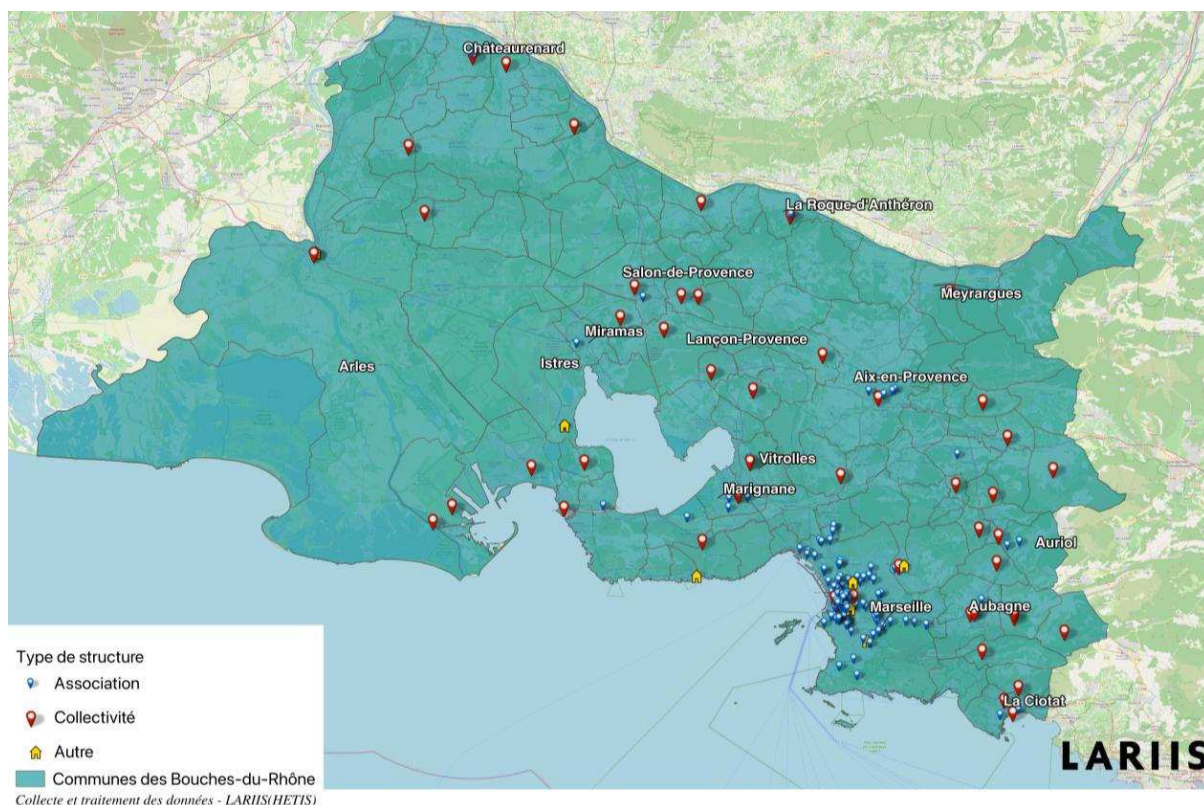 Châteaurenard
La Roque-d'Anthéron
Salon-de-Provence
Meyrargues
Miramas
Lançon-Provence
Istres
Arles
Aix-en-Provence
Vitrolles
Marignane
Auriol
Marseille
Aubagne
La Ciotat
Type de structure
Association
Collectivité
Autre
Communes des Bouches-du-Rhône
Collecte et traitement des données - LARIIS(HETIS)
LARIIS